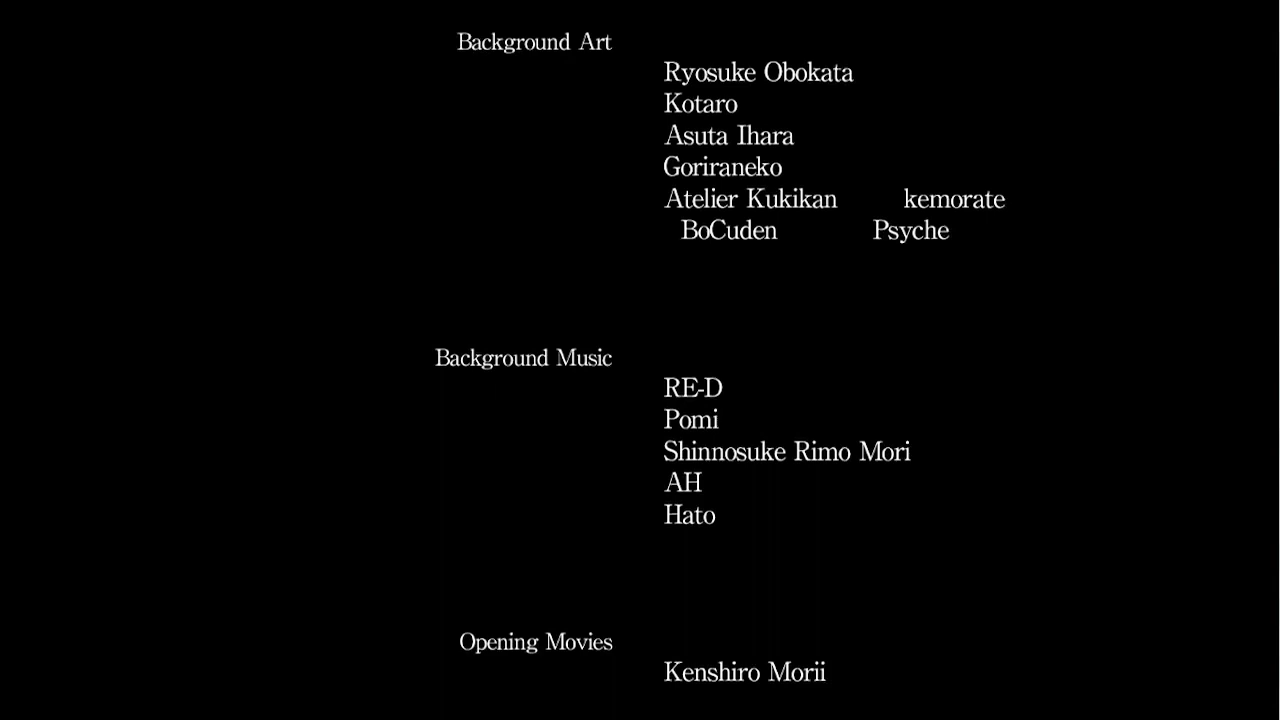 Background Art
Ryosuke Obokata
Kotaro
Asuta Ihara
Goriraneko
Atelier Kukikan kemorate
BoCuden Psyche
Background Music
RE-D
Pomi
Shinnosuke Rimo Mori
AH
Hato
Opening Movies
Kenshiro Morii